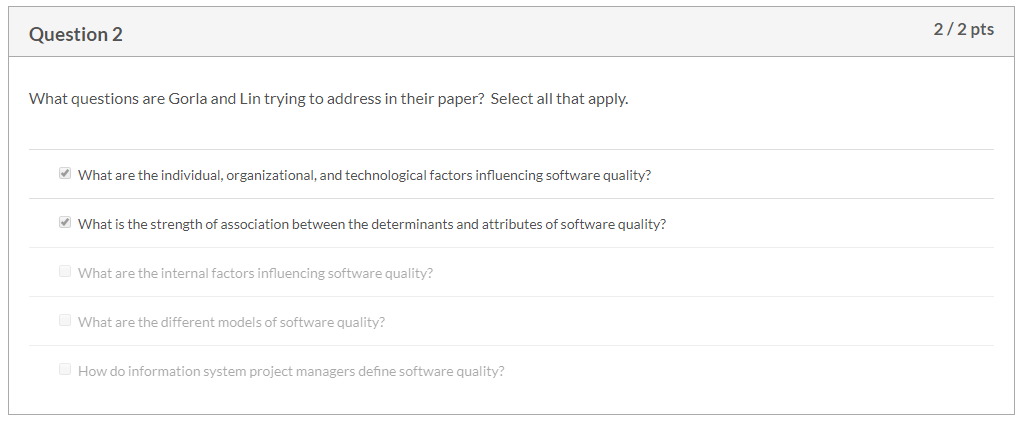 Question 2
2 / 2 pts
What questions are Gorla and Lin trying to address in their paper? Select all that apply.
What are the individual, organizational, and technological factors influencing software quality?
What is the strength of association between the determinants and attributes of software quality?
What are the internal factors influencing software quality?
What are the different models of software quality?
How do information system project managers define software quality?